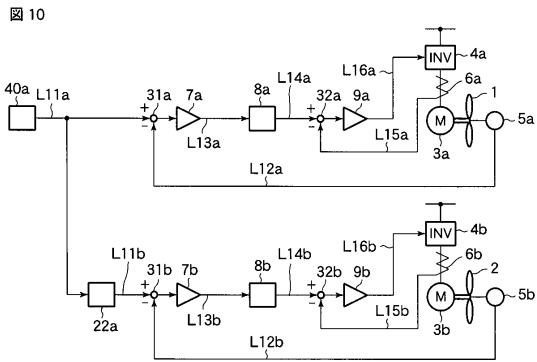 図 10
40a
L11a
31a
+
−
7a
L13a
8a
L14a
32a
+
−
9a
L16a
INV
4a
6a
1
M
3a
5a
L15a
L12a
22a
L11b
31b
+
−
7b
L13b
8b
L14b
32b
+
−
9b
L16b
INV
4b
6b
2
M
3b
5b
L15b
L12b